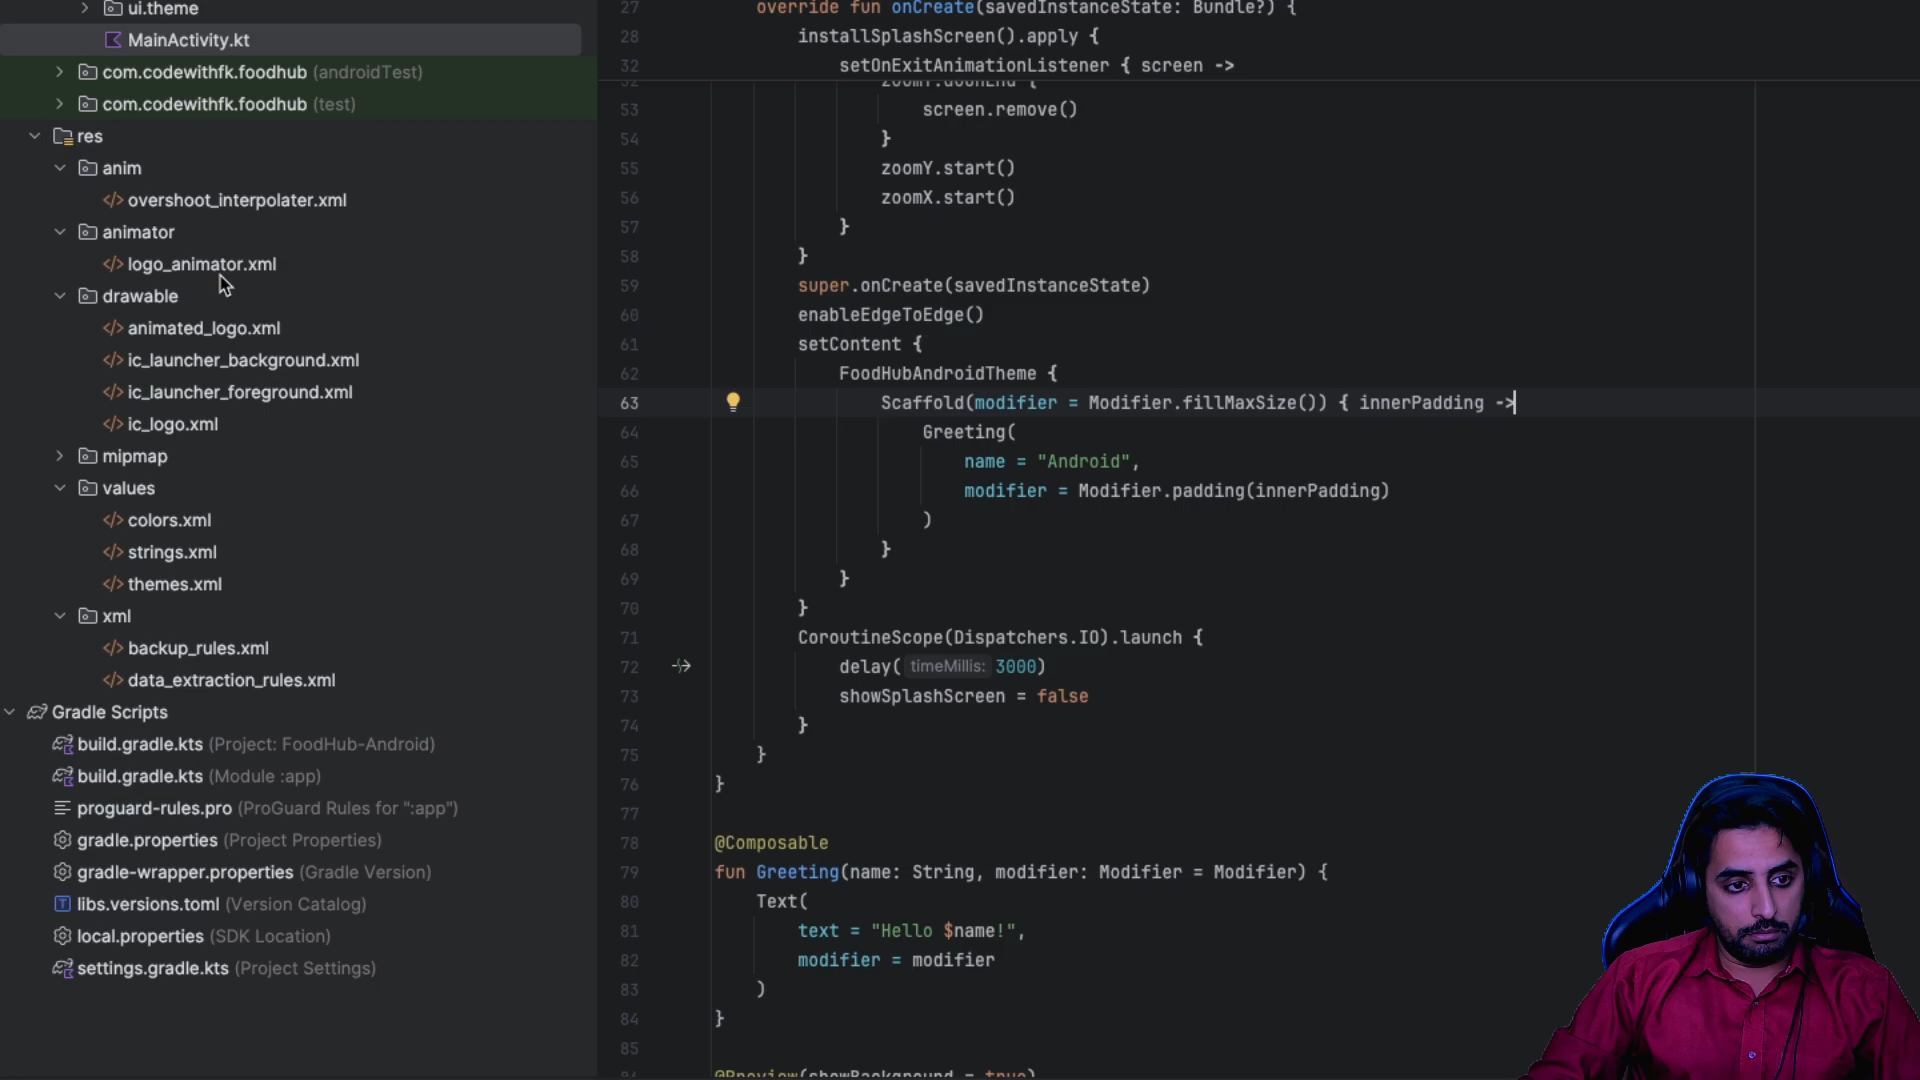 ui.theme
MainActivity.kt
com.codewithfk.foodhub (androidTest)
com.codewithfk.foodhub (test)
res
anim
overshoot_interpolater.xml
animator
logo_animator.xml
drawable
animated_logo.xml
ic_launcher_background.xml
ic_launcher_foreground.xml
ic_logo.xml
mipmap
values
colors.xml
strings.xml
themes.xml
xml
backup_rules.xml
data_extraction_rules.xml
Gradle Scripts
build.gradle.kts (Project: FoodHub-Android)
build.gradle.kts (Module :app)
proguard-rules.pro (ProGuard Rules for ":app")
gradle.properties (Project Properties)
gradle-wrapper.properties (Gradle Version)
libs.versions.toml (Version Catalog)
local.properties (SDK Location)
settings.gradle.kts (Project Settings)
27 override fun onCreate(savedInstanceState: Bundle?) {
28 installSplashScreen().apply {
32 setOnExitAnimationListener { screen ->
52 zoomY.doOnEnd {
53 screen.remove()
54 }
55 zoomY.start()
56 zoomX.start()
57 }
58 }
59 super.onCreate(savedInstanceState)
60 enableEdgeToEdge()
61 setContent {
62 FoodHubAndroidTheme {
63 Scaffold(modifier = Modifier.fillMaxSize()) { innerPadding ->
64 Greeting(
65 name = "Android",
66 modifier = Modifier.padding(innerPadding)
67 )
68 }
69 }
70 }
71 CoroutineScope(Dispatchers.IO).launch {
72 delay( timeMillis: 3000)
73 showSplashScreen = false
74 }
75 }
76 }
77
78 @Composable
79 fun Greeting(name: String, modifier: Modifier = Modifier) {
80 Text(
81 text = "Hello $name!",
82 modifier = modifier
83 )
84 }
85
86 @Preview(showBackground = true)